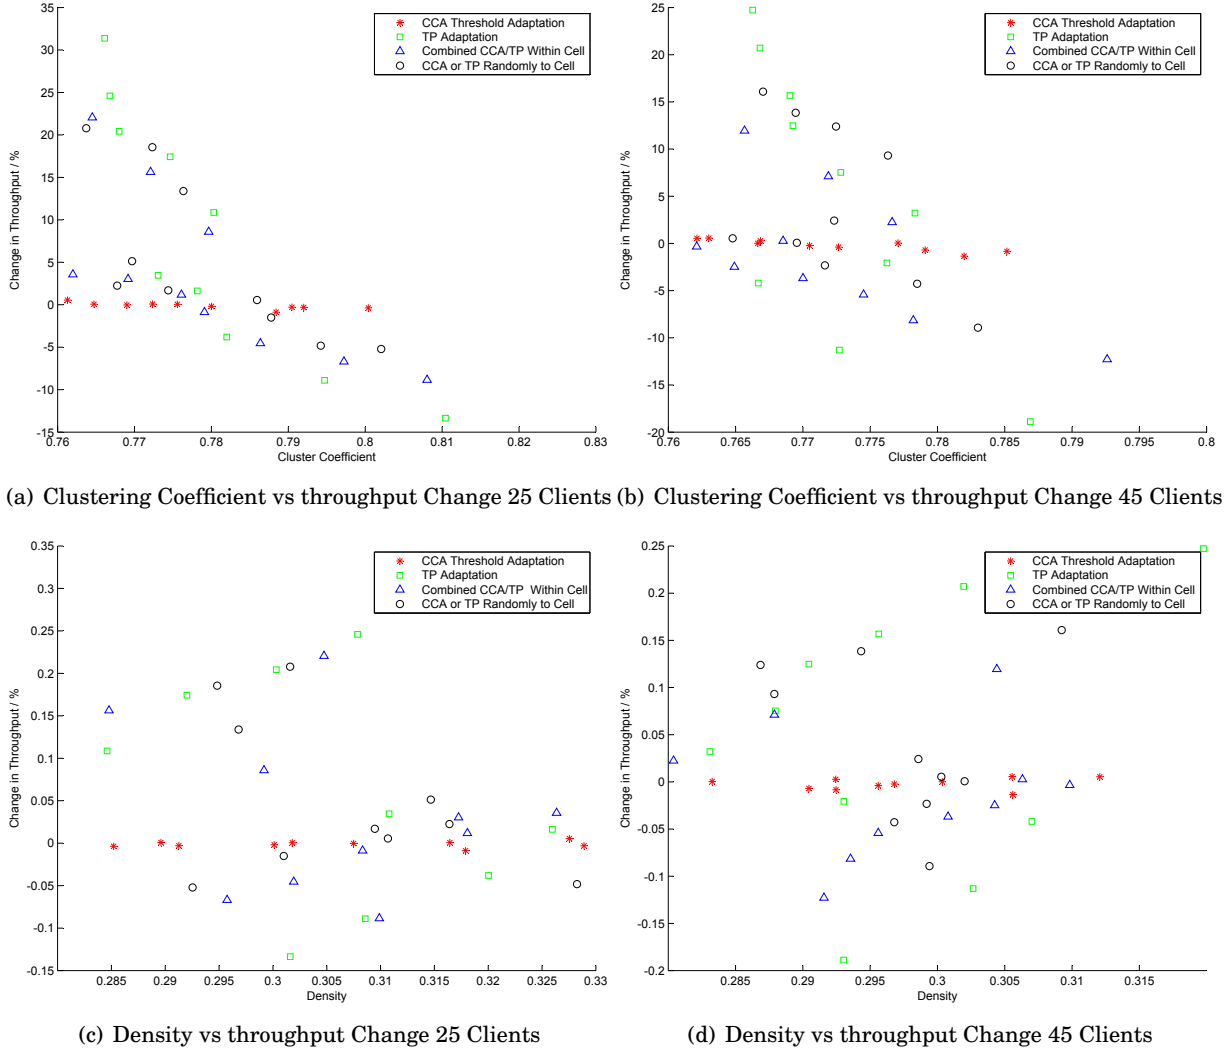 35
30
25
20
15
10
5
0
-5
-10
-15
Change in Throughput / %
0.76
0.77
0.78
0.79
0.8
0.81
0.82
0.83
Cluster Coefficient
CCA Threshold Adaptation
TP Adaptation
Combined CCA/TP Within Cell
CCA or TP Randomly to Cell
(a) Clustering Coefficient vs throughput Change 25 Clients
25
20
15
10
5
0
-5
-10
-15
-20
Change in Throughput / %
0.76
0.765
0.77
0.775
0.78
0.785
0.79
0.795
0.8
Cluster Coefficient
CCA Threshold Adaptation
TP Adaptation
Combined CCA/TP Within Cell
CCA or TP Randomly to Cell
(b) Clustering Coefficient vs throughput Change 45 Clients
0.35
0.3
0.25
0.2
0.15
0.1
0.05
0
-0.05
-0.1
-0.15
Change in Throughput / %
0.285
0.29
0.295
0.3
0.305
0.31
0.315
0.32
0.325
0.33
Density
CCA Threshold Adaptation
TP Adaptation
Combined CCA/TP Within Cell
CCA or TP Randomly to Cell
(c) Density vs throughput Change 25 Clients
0.25
0.2
0.15
0.1
0.05
0
-0.05
-0.1
-0.15
-0.2
Change in Throughput / %
0.285
0.29
0.295
0.3
0.305
0.31
0.315
Density
CCA Threshold Adaptation
TP Adaptation
Combined CCA/TP Within Cell
CCA or TP Randomly to Cell
(d) Density vs throughput Change 45 Clients